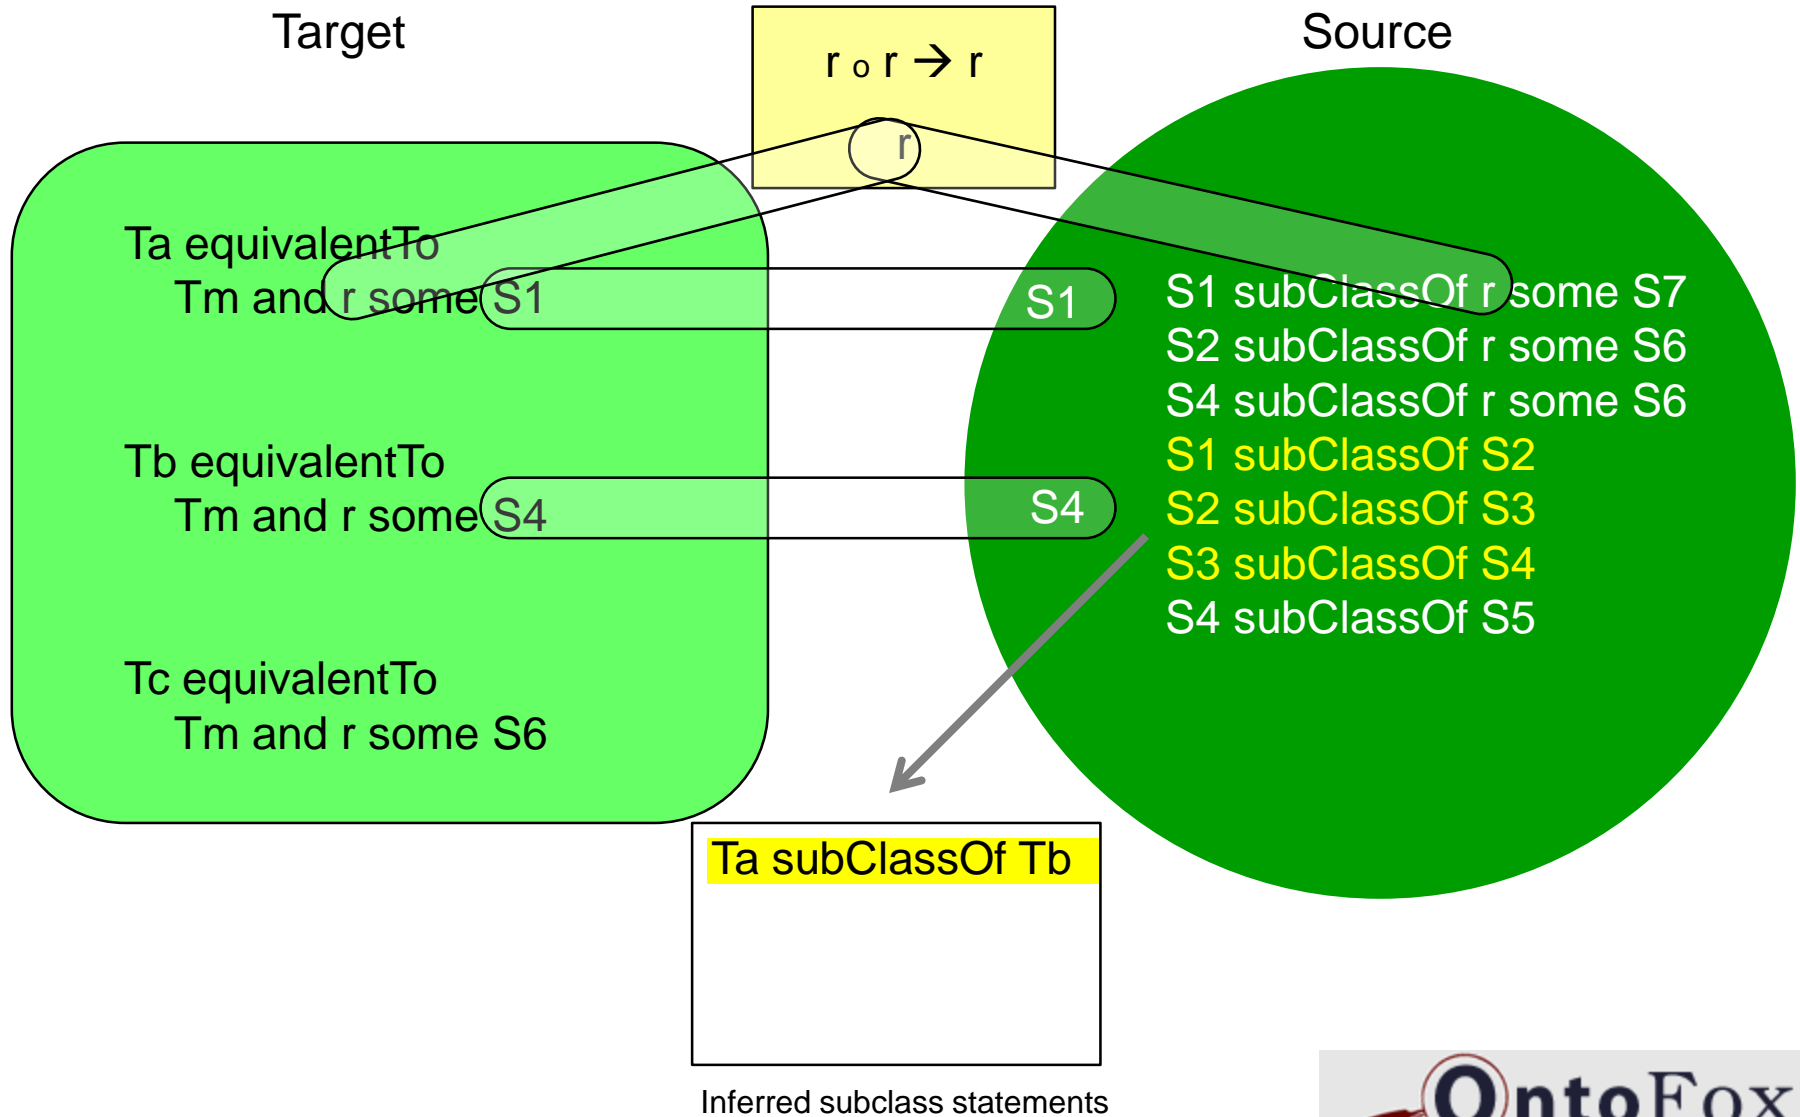 Target
Source
r o r → r
r
Ta equivalentTo
Tm and r some S1
Tb equivalentTo
Tm and r some S4
Tc equivalentTo
Tm and r some S6
S1
S4
S1 subClassOf r some S7
S2 subClassOf r some S6
S4 subClassOf r some S6
S1 subClassOf S2
S2 subClassOf S3
S3 subClassOf S4
S4 subClassOf S5
Ta subClassOf Tb
Inferred subclass statements
OntoFox